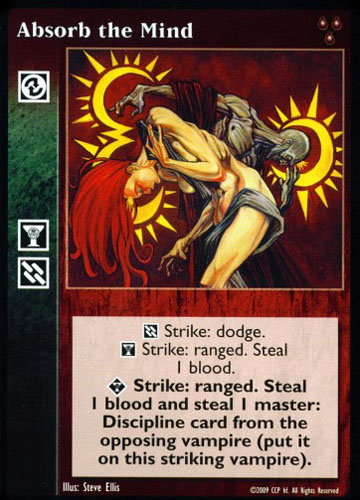 Absorb the Mind
Strike: dodge.
Strike: ranged. Steal
1 blood.
Strike: ranged. Steal
1 blood and steal 1 master:
Discipline card from the
opposing vampire (put it
on this striking vampire).
Illus: Steve Ellis
©2009 CCP hf. All Rights Reserved